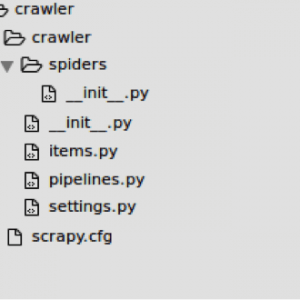 crawler
crawler
spiders
__init__.py
__init__.py
items.py
pipelines.py
settings.py
scrapy.cfg